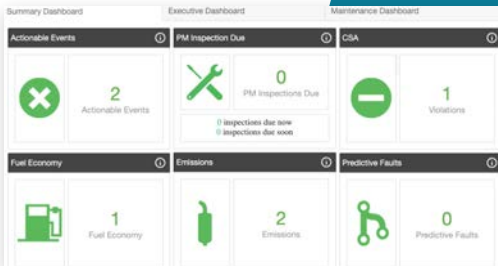 Summary Dashboard
Executive Dashboard
Maintenance Dashboard
Actionable Events
PM Inspection Due
CSA
2
Actionable Events
0
PM Inspections Due
0 inspections due now
0 inspections due soon
1
Violations
Fuel Economy
Emissions
Predictive Faults
1
Fuel Economy
2
Emissions
0
Predictive Faults